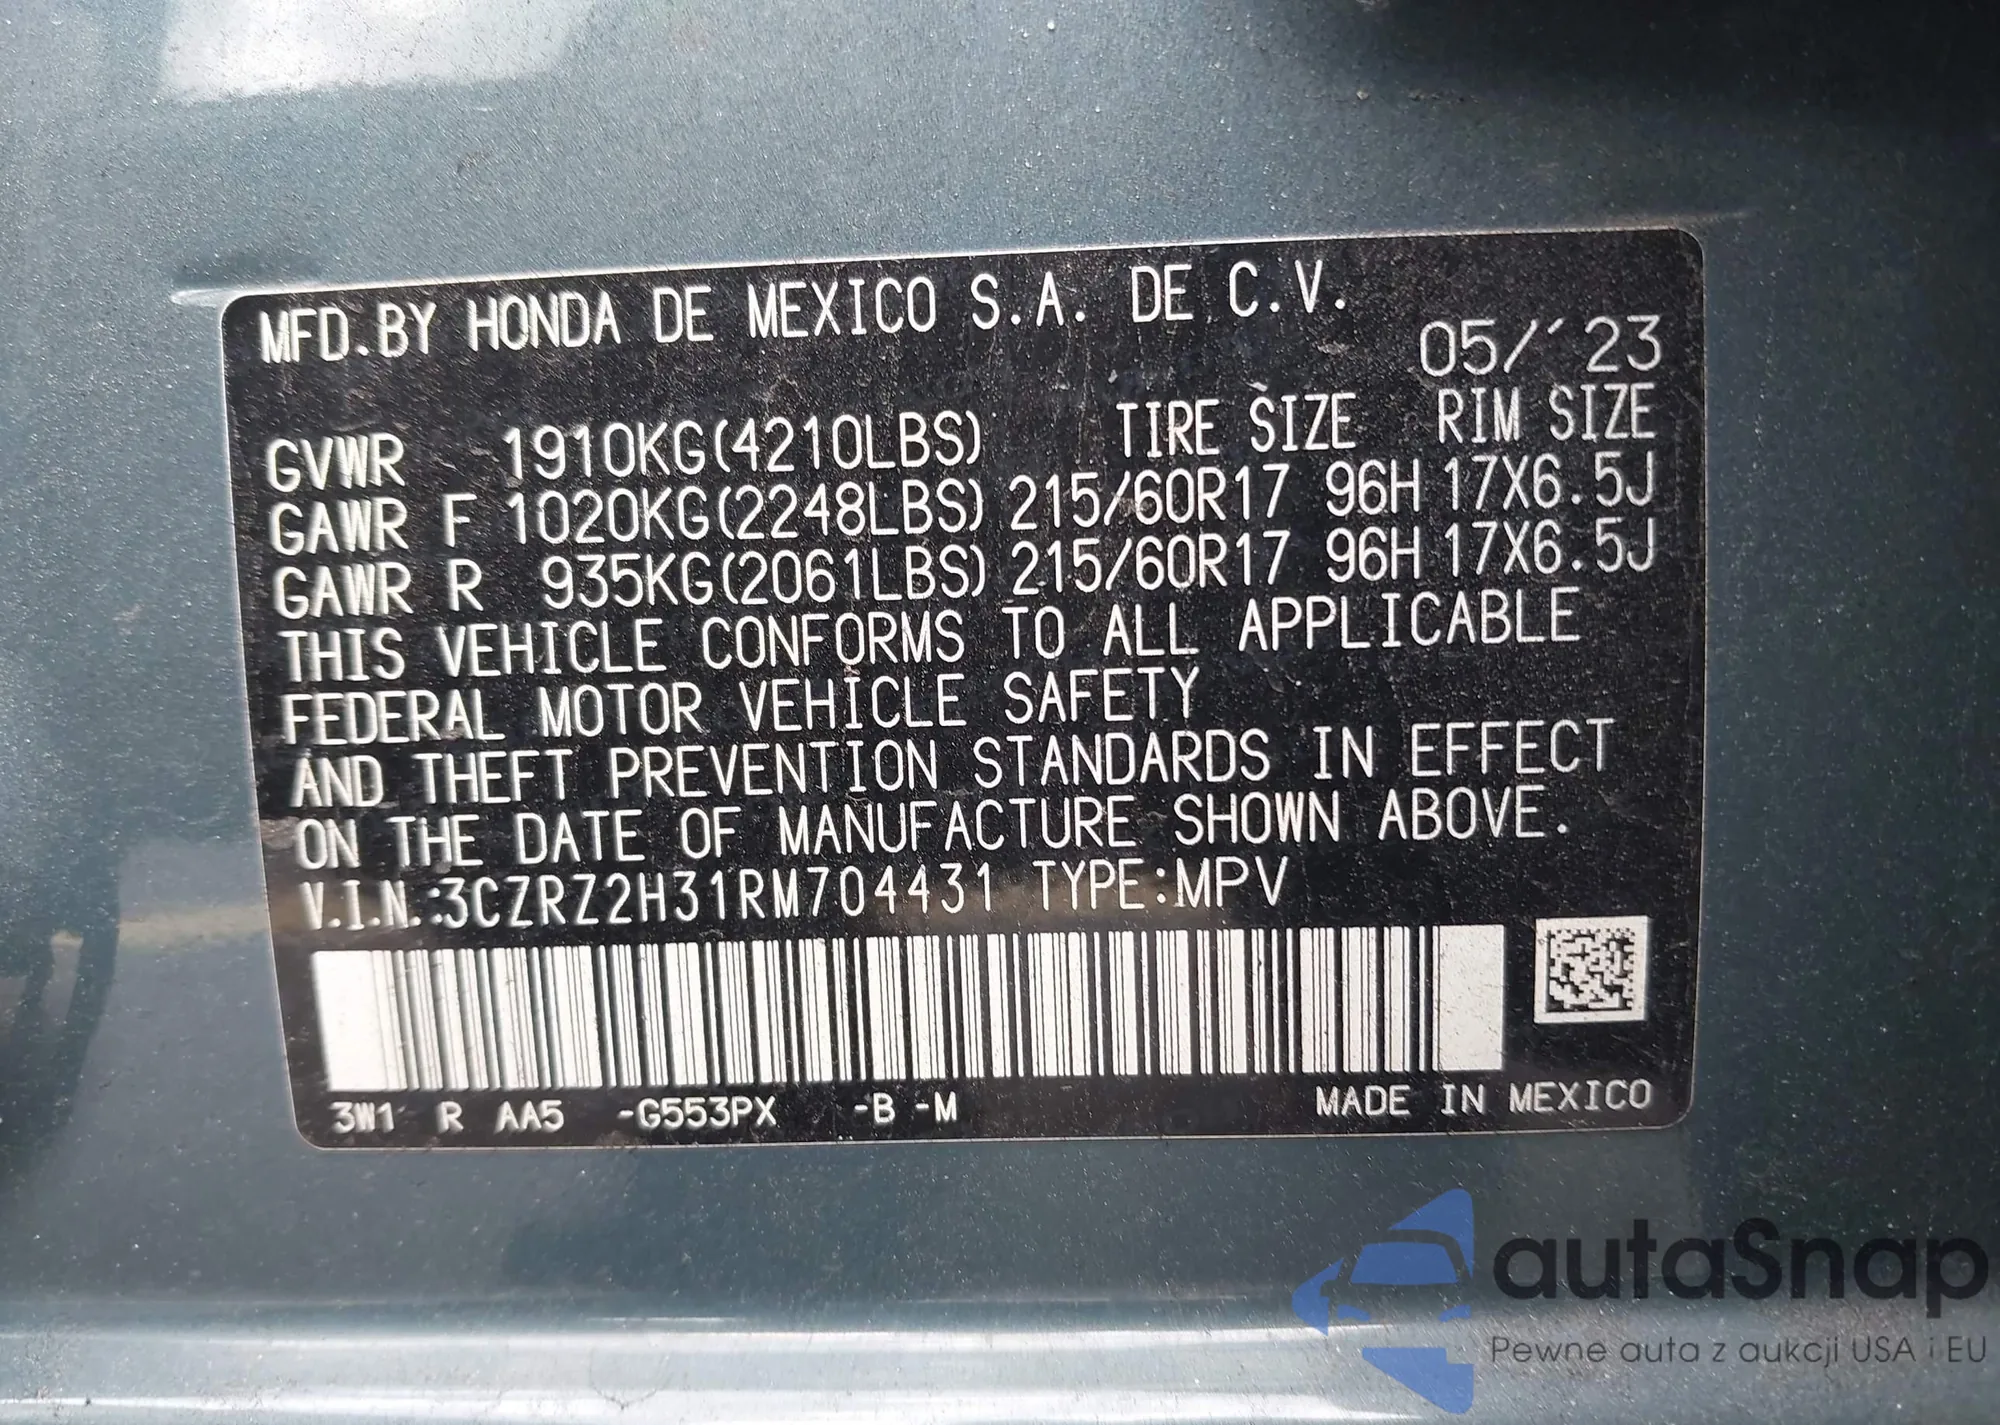 MFD.BY HONDA DE MEXICO S.A. DE C.V.
05/'23
TIRE SIZE RIM SIZE
GVWR 1910KG(4210LBS)
GAWR F 1020KG(2248LBS) 215/60R17 96H 17X6.5J
GAWR R 935KG(2061LBS) 215/60R17 96H 17X6.5J
THIS VEHICLE CONFORMS TO ALL APPLICABLE
FEDERAL MOTOR VEHICLE SAFETY
AND THEFT PREVENTION STANDARDS IN EFFECT
ON THE DATE OF MANUFACTURE SHOWN ABOVE.
V.I.N.:3CZRZ2H31RM704431 TYPE:MPV
3W1 R AA5 -G553PX -B -M MADE IN MEXICO
autaSnap
Pewne auta z aukcji USA i EU